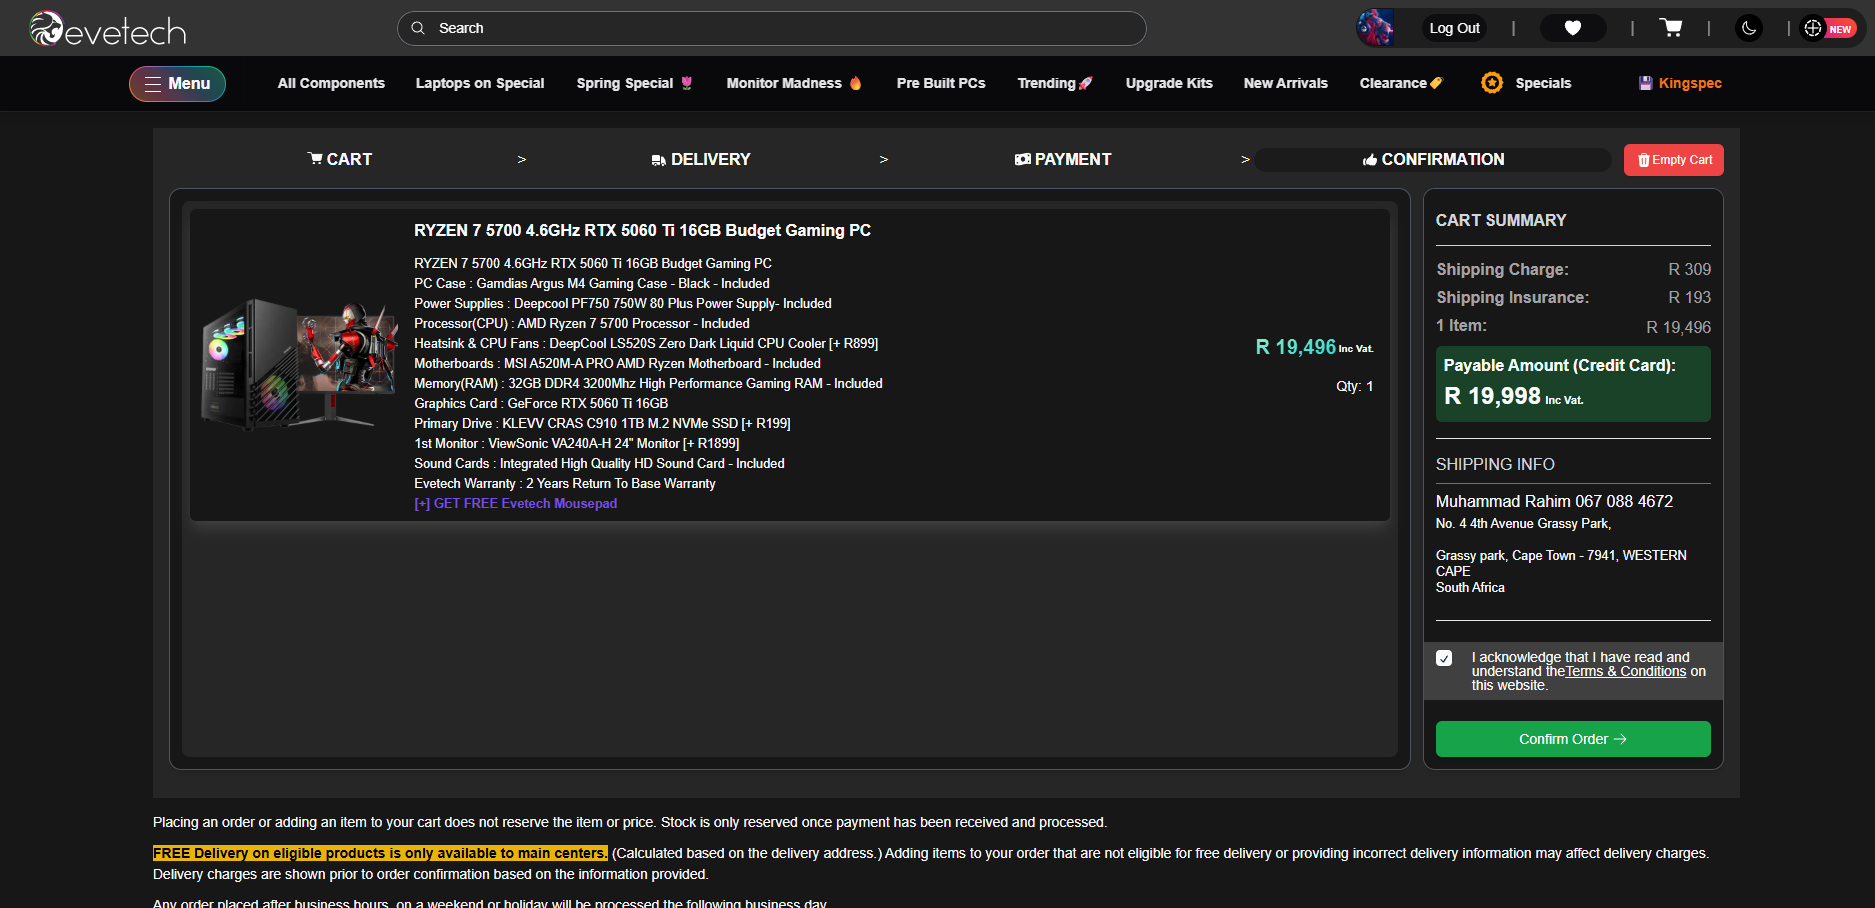 evetech
Search
Log Out
NEW
Menu
All Components
Laptops on Special
Spring Special
Monitor Madness
Pre Built PCs
Trending
Upgrade Kits
New Arrivals
Clearance
Specials
Kingspec
CART
>
DELIVERY
>
PAYMENT
>
CONFIRMATION
Empty Cart
RYZEN 7 5700 4.6GHz RTX 5060 Ti 16GB Budget Gaming PC
RYZEN 7 5700 4.6GHz RTX 5060 Ti 16GB Budget Gaming PC
PC Case : Gamdias Argus M4 Gaming Case - Black - Included
Power Supplies : Deepcool PF750 750W 80 Plus Power Supply- Included
Processor(CPU) : AMD Ryzen 7 5700 Processor - Included
Heatsink & CPU Fans : DeepCool LS520S Zero Dark Liquid CPU Cooler [+ R899]
Motherboards : MSI A520M-A PRO AMD Ryzen Motherboard - Included
Memory(RAM) : 32GB DDR4 3200Mhz High Performance Gaming RAM - Included
Graphics Card : GeForce RTX 5060 Ti 16GB
Primary Drive : KLEVV CRAS C910 1TB M.2 NVMe SSD [+ R199]
1st Monitor : ViewSonic VA240A-H 24" Monitor [+ R1899]
Sound Cards : Integrated High Quality HD Sound Card - Included
Evetech Warranty : 2 Years Return To Base Warranty
[+] GET FREE Evetech Mousepad
R 19,496 Inc Vat.
Qty: 1
CART SUMMARY
Shipping Charge: R 309
Shipping Insurance: R 193
1 Item: R 19,496
Payable Amount (Credit Card):
R 19,998 Inc Vat.
SHIPPING INFO
Muhammad Rahim 067 088 4672
No. 4 4th Avenue Grassy Park,
Grassy park, Cape Town - 7941, WESTERN
CAPE
South Africa
I acknowledge that I have read and
understand theTerms & Conditions on
this website.
Confirm Order →
Placing an order or adding an item to your cart does not reserve the item or price. Stock is only reserved once payment has been received and processed.
FREE Delivery on eligible products is only available to main centers. (Calculated based on the delivery address.) Adding items to your order that are not eligible for free delivery or providing incorrect delivery information may affect delivery charges.
Delivery charges are shown prior to order confirmation based on the information provided.
Any order placed after business hours, on a weekend or holiday will be processed the following business day.